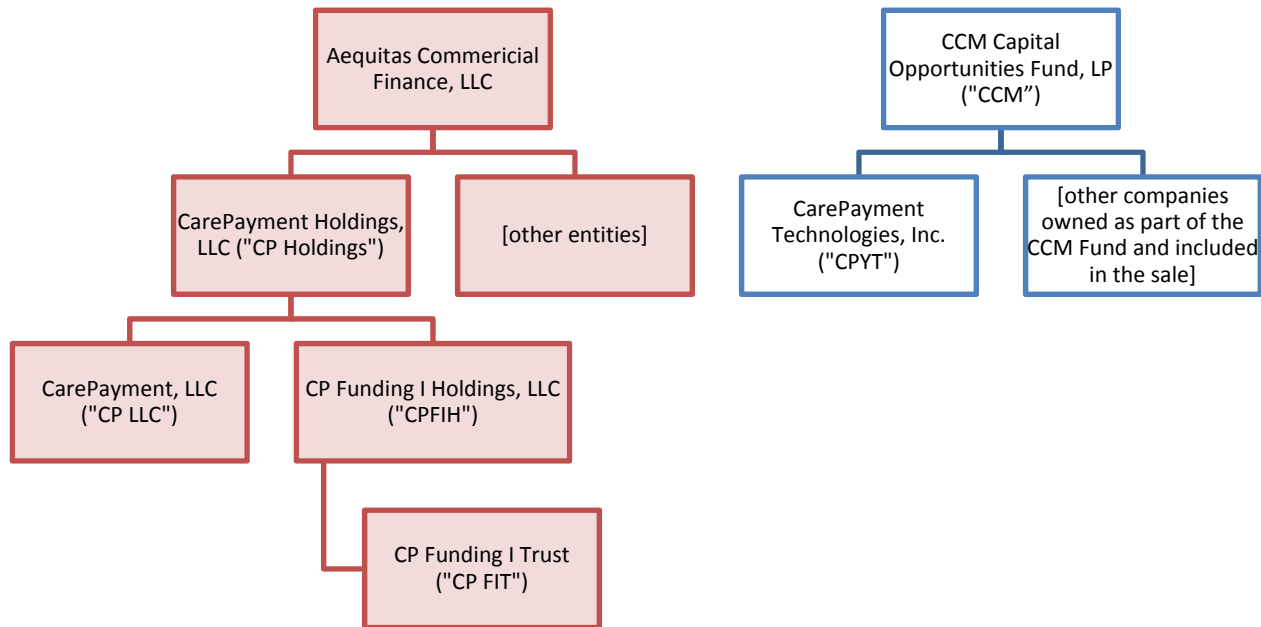 Aequitas Commericial
Finance, LLC
CCM Capital
Opportunities Fund, LP
("CCM”)
CarePayment Holdings,
LLC ("CP Holdings")
[other entities]
CarePayment
Technologies, Inc.
("CPYT")
[other companies
owned as part of the
CCM Fund and included
in the sale]
CarePayment, LLC
("CP LLC")
CP Funding I Holdings, LLC
("CPFIH")
CP Funding I Trust
("CP FIT")